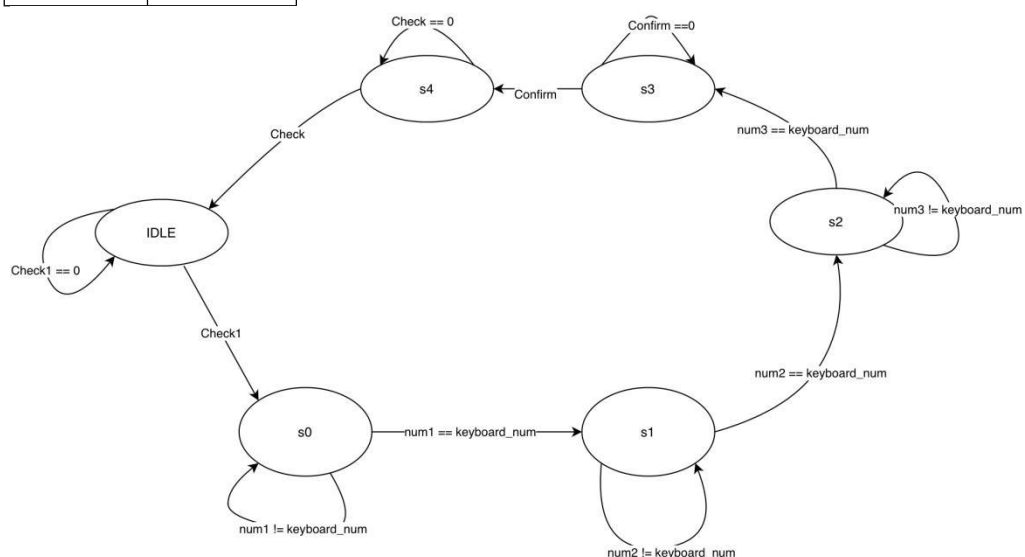 Check == 0
Confirm ==0
s4
s3
Confirm
Check
num3 == keyboard_num
IDLE
s2
num3 != keyboard_num
Check1 == 0
Check1
num2 == keyboard_num
s0
num1 == keyboard_num
s1
num1 != keyboard_num
num2 != keyboard_num